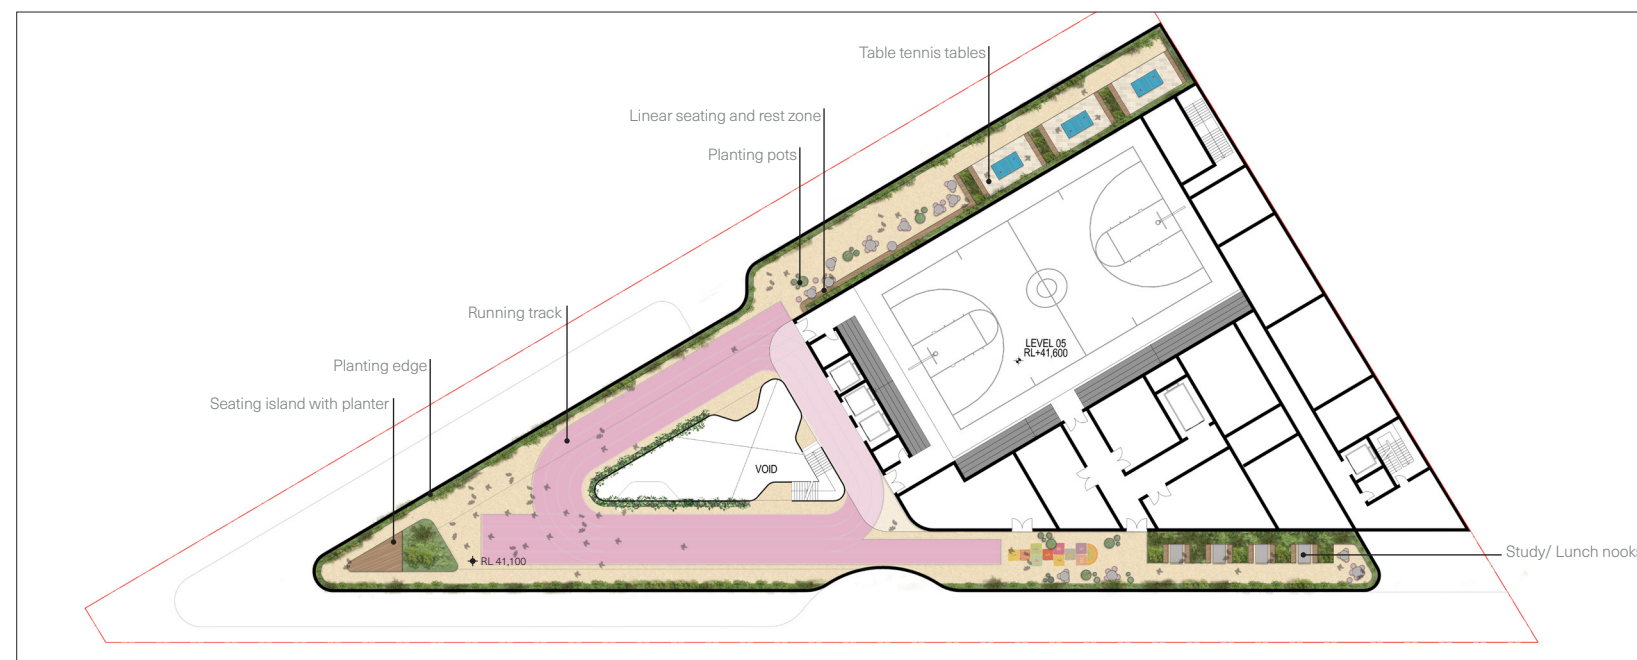 Table tennis tables
Linear seating and rest zone
Planting pots
Running track
Planting edge
Seating island with planter
LEVEL 05
RL+41,600
VOID
RL 41,100
Study/ Lunch nooks